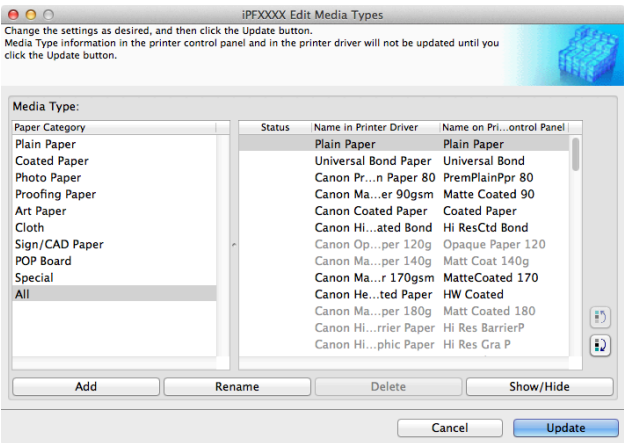 iPFXXXX Edit Media Types
Change the settings as desired, and then click the Update button.
Media Type information in the printer control panel and in the printer driver will not be updated until you
click the Update button.
Media Type:
Paper Category
Plain Paper
Coated Paper
Photo Paper
Proofing Paper
Art Paper
Cloth
Sign/CAD Paper
POP Board
Special
All
Status Name in Printer Driver Name on Pri...ontrol Panel
Plain Paper Plain Paper
Universal Bond Paper Universal Bond
Canon Pr...n Paper 80 PremPlainPpr 80
Canon Ma...er 90gsm Matte Coated 90
Canon Coated Paper Coated Paper
Canon Hi...ated Bond Hi ResCtd Bond
Canon Op...per 120g Opaque Paper 120
Canon Ma...per 140g Matt Coat 140g
Canon Ma...r 170gsm MatteCoated 170
Canon He...ted Paper HW Coated
Canon Ma...per 180g Matt Coated 180
Canon Hi...rrier Paper Hi Res BarrierP
Canon Hi...phic Paper Hi Res Gra P
Add Rename Delete Show/Hide
Cancel Update